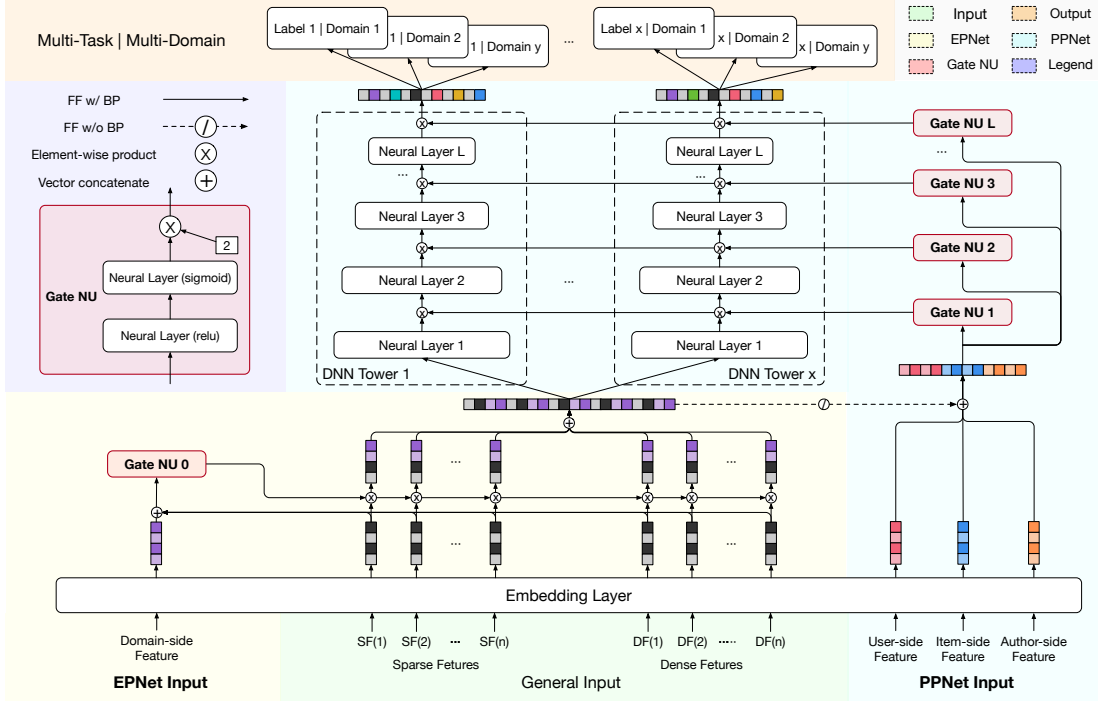 Multi-Task | Multi-Domain
Label 1 | Domain 1
1 | Domain 2
1 | Domain y
...
Label x | Domain 1
x | Domain 2
x | Domain y
Input
Output
EPNet
PPNet
Gate NU
Legend
FF w/ BP
FF w/o BP
/
Element-wise product
X
Vector concatenate
+
X
2
Neural Layer (sigmoid)
Gate NU
Neural Layer (relu)
x
Neural Layer L
...
x
Neural Layer 3
x
Neural Layer 2
x
Neural Layer 1
DNN Tower 1
...
x
Neural Layer L
...
x
Neural Layer 3
x
Neural Layer 2
x
Neural Layer 1
DNN Tower x
Gate NU L
...
Gate NU 3
Gate NU 2
Gate NU 1
/
+
+
Gate NU 0
... ...
x x x x x x
+
... ...
Embedding Layer
Domain-side
Feature
EPNet Input
SF(1) SF(2) ... SF(n)
Sparse Fetures
DF(1) DF(2) ...... DF(n)
Dense Fetures
General Input
User-side
Feature
Item-side
Feature
Author-side
Feature
PPNet Input